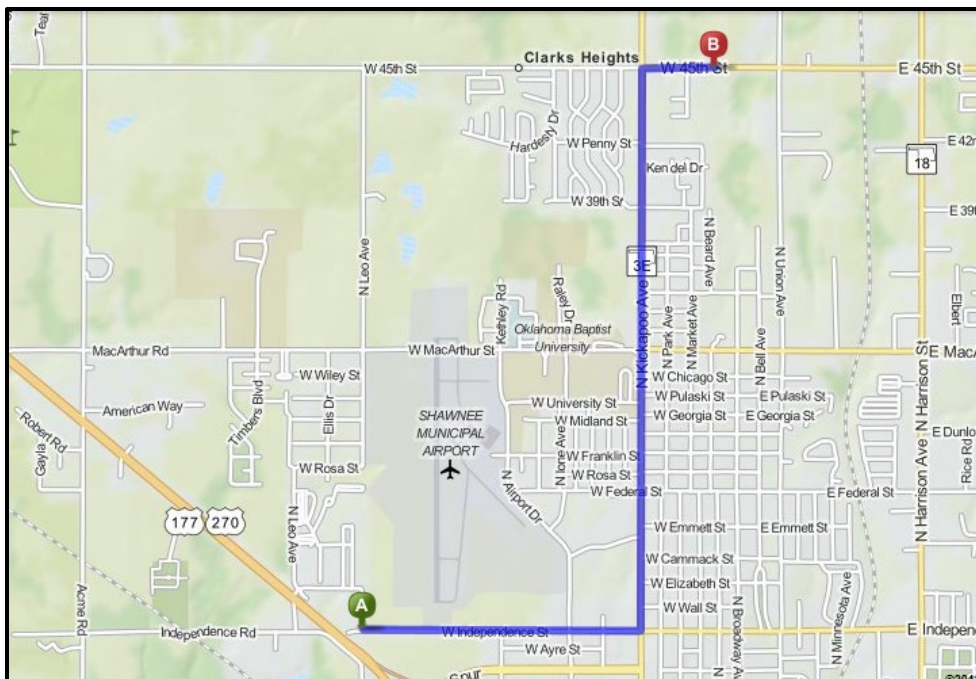 Tear
Clarks Heights
B
W 45th St
W 45th St
E 45th St
Hardesty Dr
W Penny St
E 42n
18
Kendel Dr
W 39th St
E 39th
N Leo Ave
N Beard Ave
N Union Ave
3E
N Kickapoo Ave
Kethley Rd
Raley Dr
Oklahoma Baptist
University
N Park Ave
N Market Ave
N Bell Ave
Elbert
MacArthur Rd
W MacArthur St
E MacA
W Wiley St
W Chicago St
American Way
Timbers Blvd
Ellis Dr
W University St
W Pulaski St
E Pulaski St
Robert Rd
Gayla
SHAWNEE
MUNICIPAL
AIRPORT
W Midland St
W Georgia St
E Georgia St
N Harrison Ave
N Harrison St
E Dunlo
N Ione Ave
W Franklin St
W Rosa St
W Rosa St
Rice Rd
N Airport Dr
W Federal St
E Federal St
177
270
N Leo Ave
W Emmett St
E Emmett St
W Cammack St
Acme Rd
W Elizabeth St
A
W Wall St
N Broadway Av
N Minnesota Ave
Independence Rd
W Independence St
E Indepen
W Ayre St
Spur